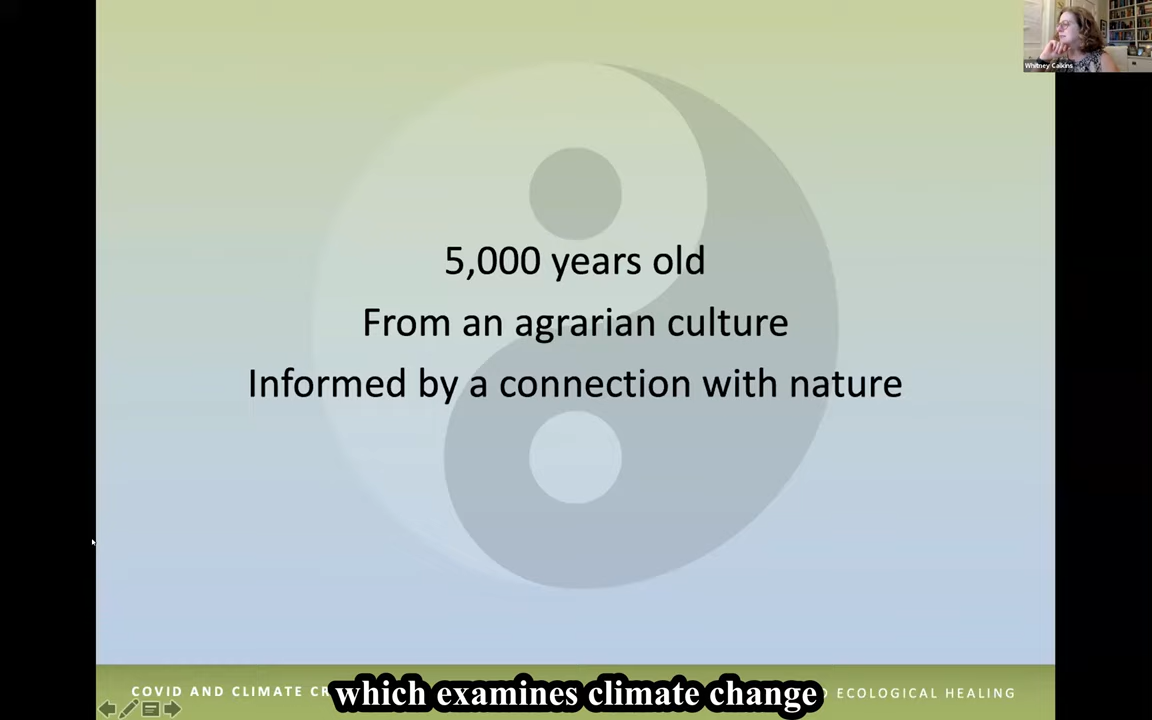 Whitney Calkins
5,000 years old
From an agrarian culture
Informed by a connection with nature
COVID AND CLIMATE
which examines climate change
ECOLOGICAL HEALING